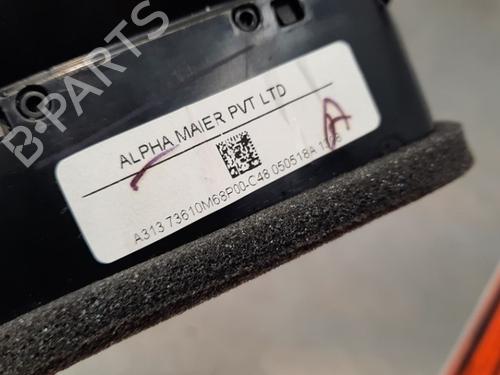 B-PARTS
ALPHA MAIER PVT LTD
A
A313 73610M68P00-C48 050518A